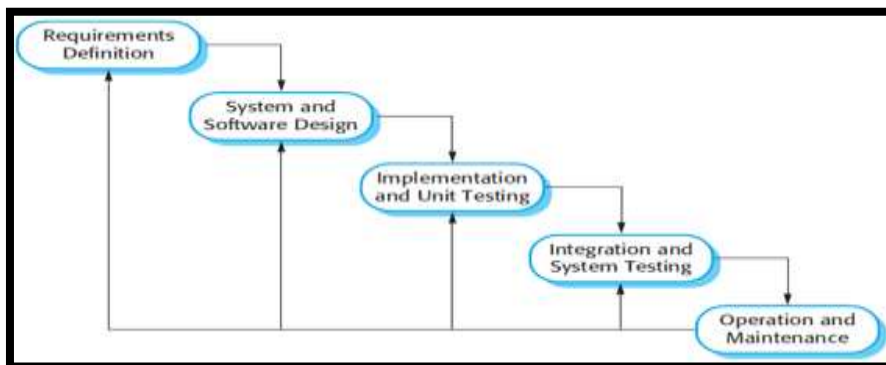 Requirements
Definition
System and
Software Design
Implementation
and Unit Testing
Integration and
System Testing
Operation and
Maintenance